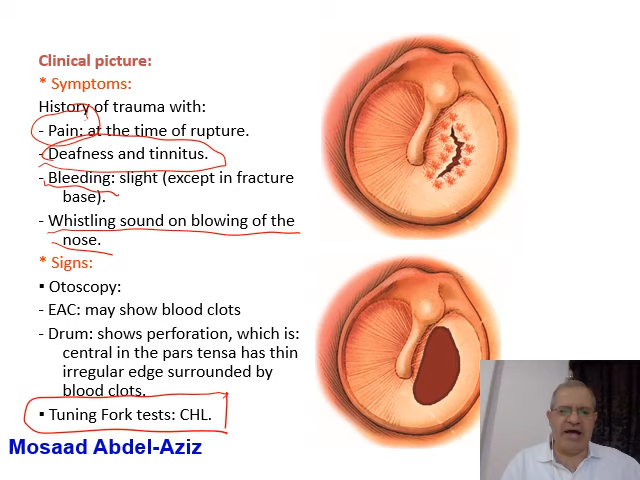 Clinical picture:
* Symptoms:
History of trauma with:
- Pain: at the time of rupture.
- Deafness and tinnitus.
- Bleeding: slight (except in fracture
base).
- Whistling sound on blowing of the
nose.
* Signs:
▪ Otoscopy:
- EAC: may show blood clots
- Drum: shows perforation, which is:
central in the pars tensa has thin
irregular edge surrounded by
blood clots.
▪ Tuning Fork tests: CHL.
Mosaad Abdel-Aziz